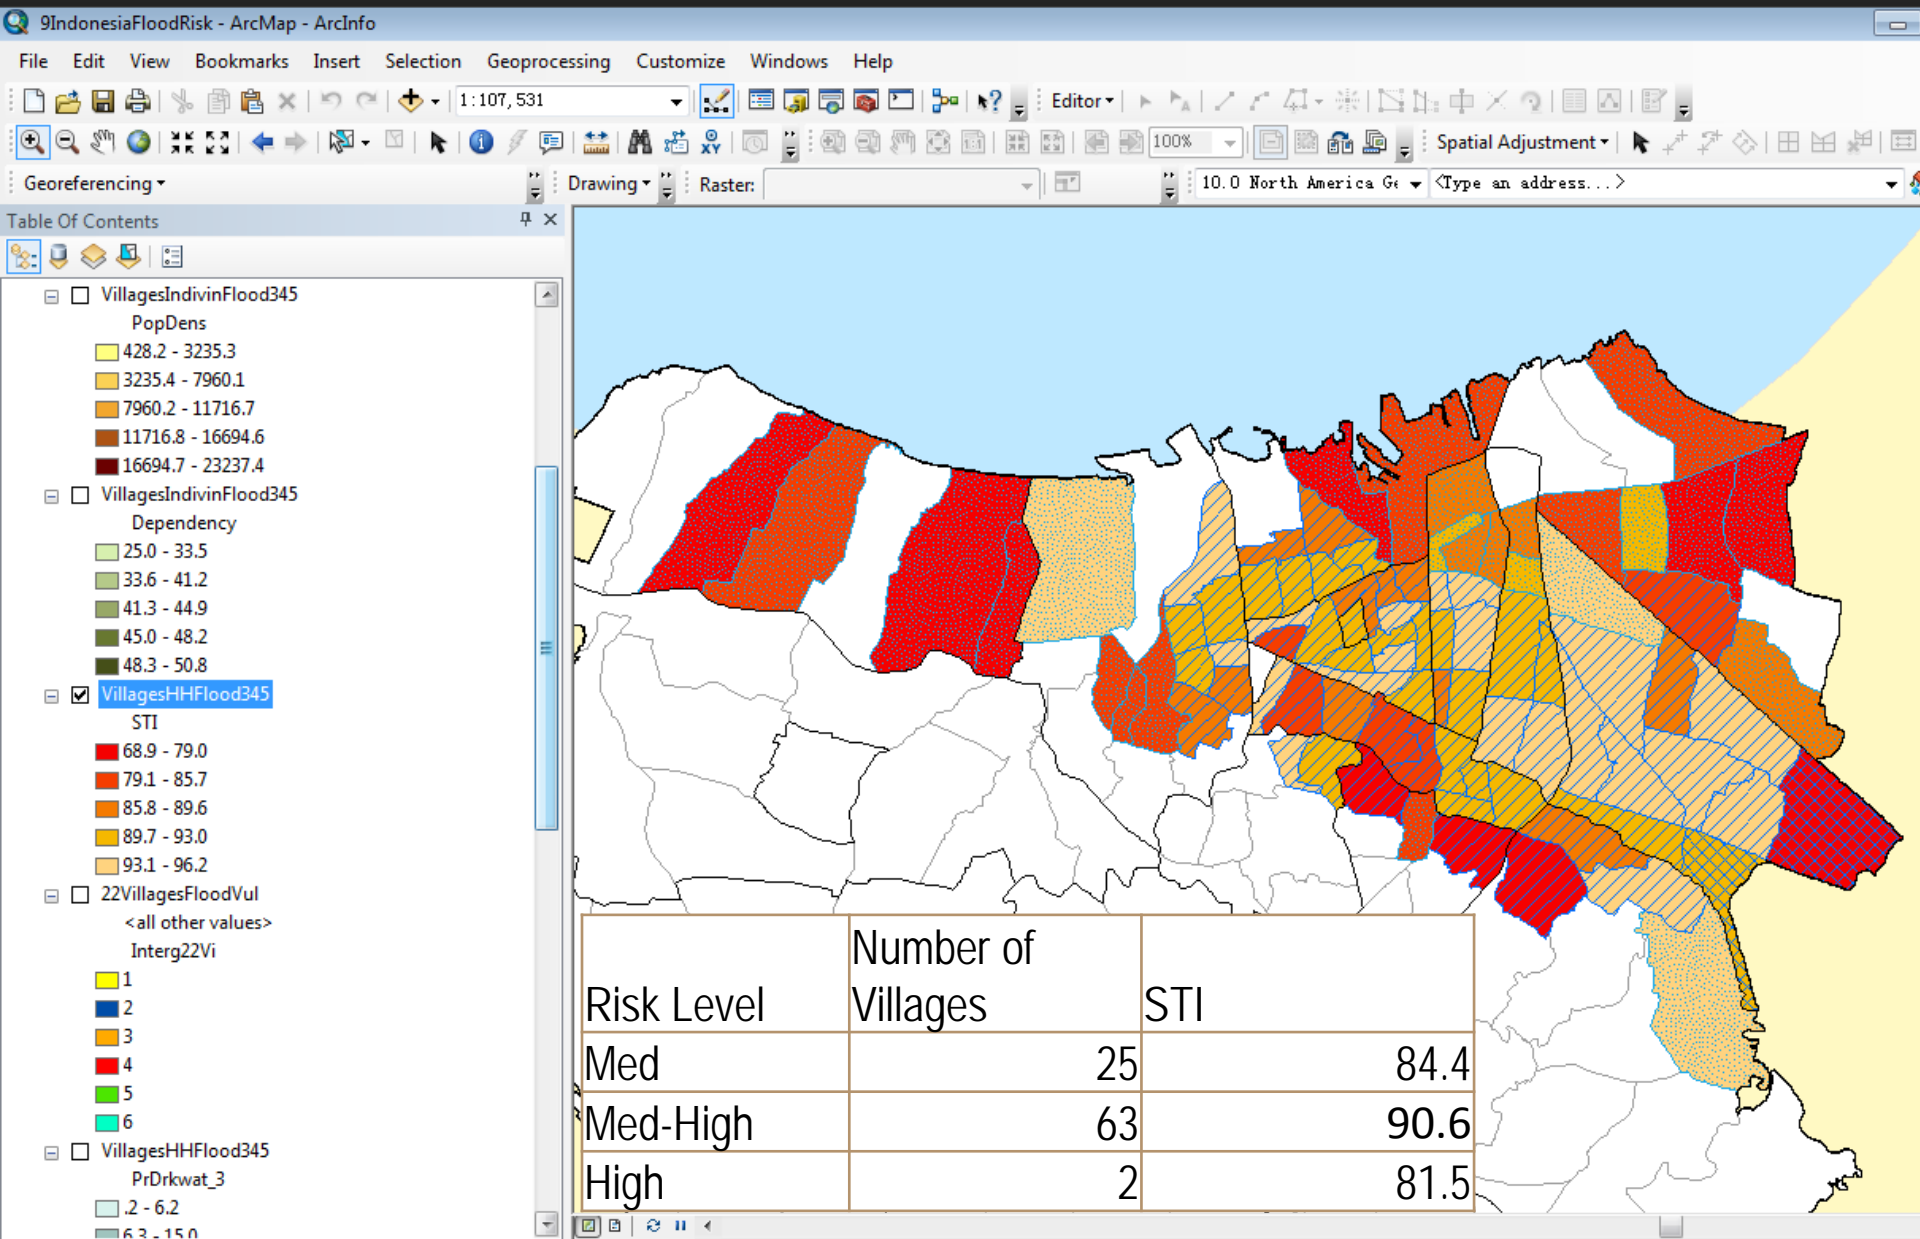 9IndonesiaFloodRisk - ArcMap - ArcInfo
File Edit View Bookmarks Insert Selection Geoprocessing Customize Windows Help
1:107,531
Editor
100%
Spatial Adjustment
Georeferencing
Drawing
Raster:
10.0 North America Ge
<Type an address...>
Table Of Contents
VillagesIndivinFlood345
PopDens
428.2 - 3235.3
3235.4 - 7960.1
7960.2 - 11716.7
11716.8 - 16694.6
16694.7 - 23237.4
VillagesIndivinFlood345
Dependency
25.0 - 33.5
33.6 - 41.2
41.3 - 44.9
45.0 - 48.2
48.3 - 50.8
VillagesHHFlood345
STI
68.9 - 79.0
79.1 - 85.7
85.8 - 89.6
89.7 - 93.0
93.1 - 96.2
22VillagesFloodVul
<all other values>
Interg22Vi
1
2
3
4
5
6
VillagesHHFlood345
PrDrkwat_3
.2 - 6.2
6.3 - 15.0
Number of
Risk Level Villages STI
Med 25 84.4
Med-High 63 90.6
High 2 81.5